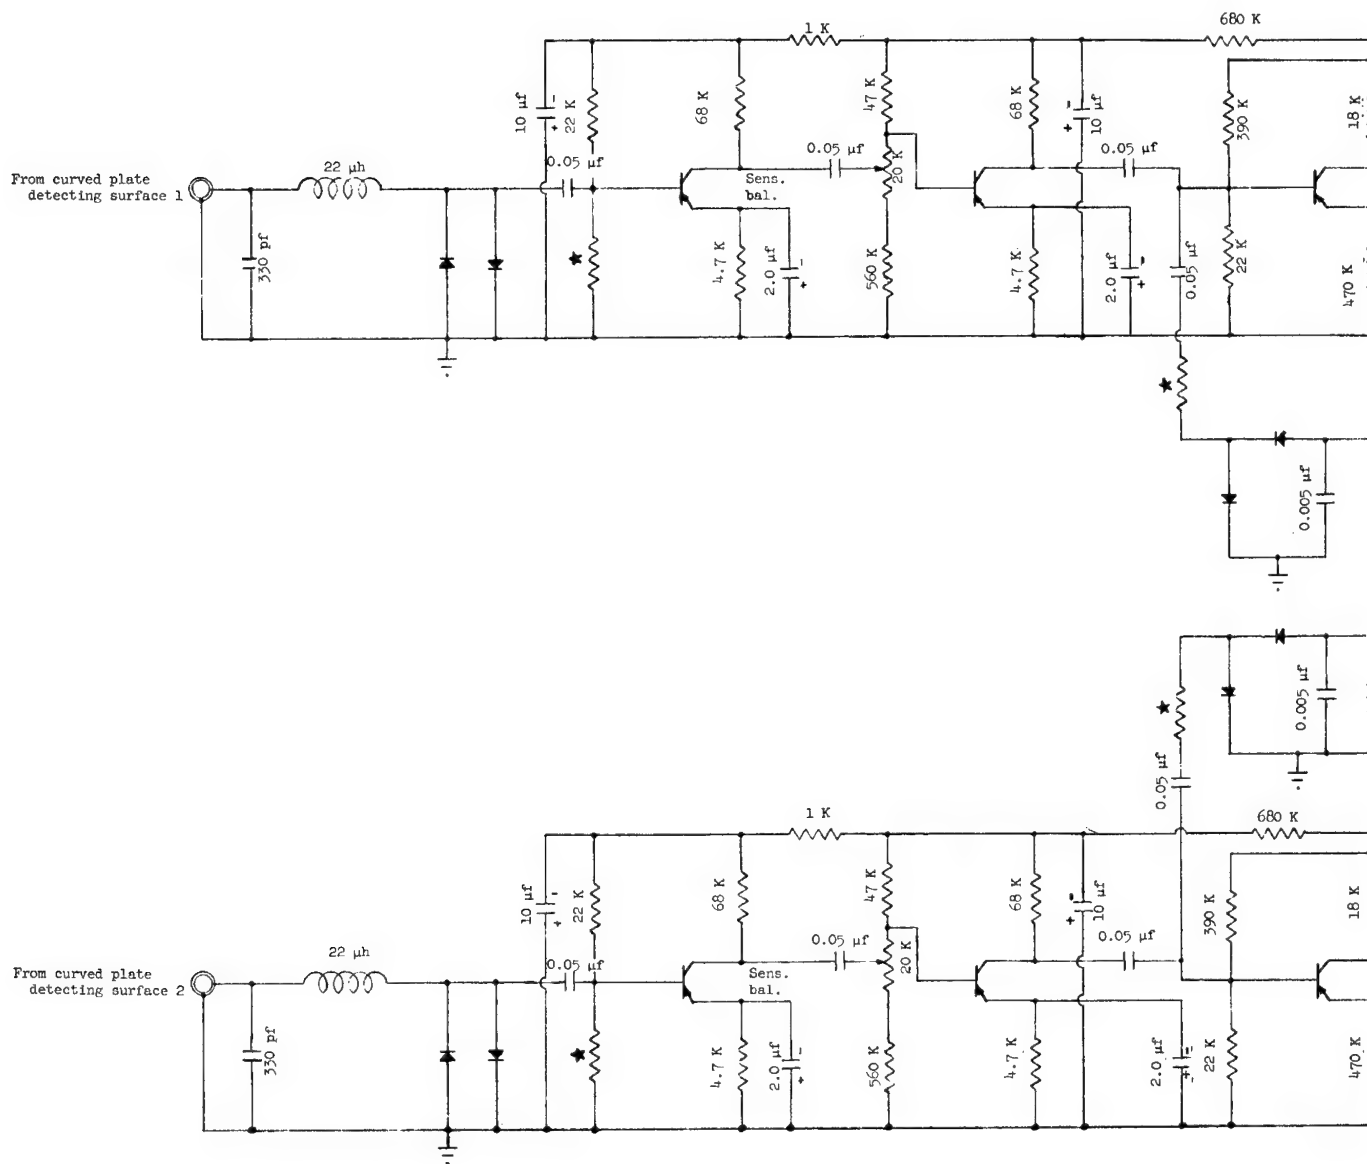 1 K
680 K
10 µf
22 K
68 K
47 K
68 K
10 µf
390 K
18 K
22 µh
0.05 µf
0.05 µf
20 K
0.05 µf
From curved plate
detecting surface 1
Sens.
bal.
330 pf
4.7 K
2.0 µf
560 K
4.7 K
2.0 µf
0.05 µf
22 K
470 K
0.005 µf
0.005 µf
0.05 µf
1 K
680 K
10 µf
22 K
68 K
47 K
68 K
10 µf
390 K
18 K
22 µh
0.05 µf
0.05 µf
20 K
0.05 µf
From curved plate
detecting surface 2
Sens.
bal.
330 pf
4.7 K
2.0 µf
560 K
4.7 K
2.0 µf
22 K
470 K